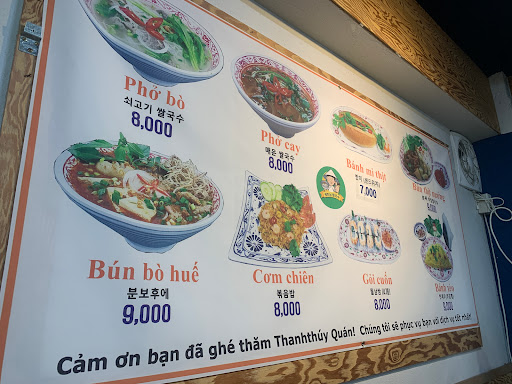 Phở bò
쇠고기 쌀국수
8,000
Phở cay
매운 쌀국수
8,000
Bánh mì thịt
7,000
Bún bò huế
분보후에
9,000
Cơm chiên
볶음밥
8,000
Gỏi cuốn
8,000
Cảm ơn bạn đã ghé thăm Thanhthúy Quán! Chúng tôi sẽ phục vụ bạn với dịch vụ tốt nhất!